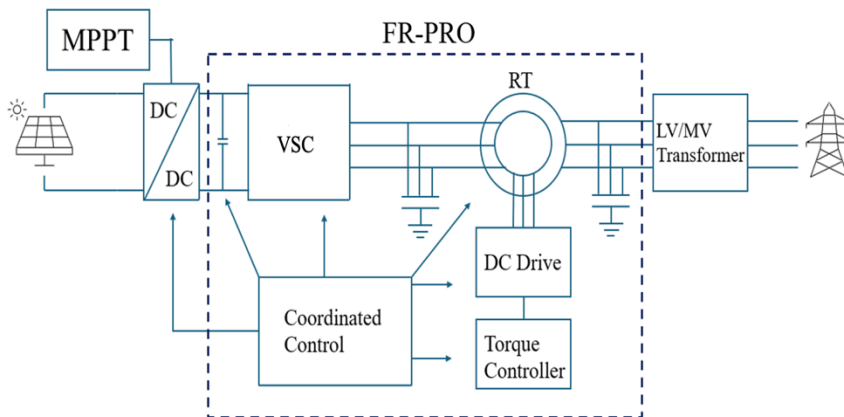 FR-PRO
MPPT
RT
DC
DC
VSC
LV/MV
Transformer
DC Drive
Coordinated
Control
Torque
Controller